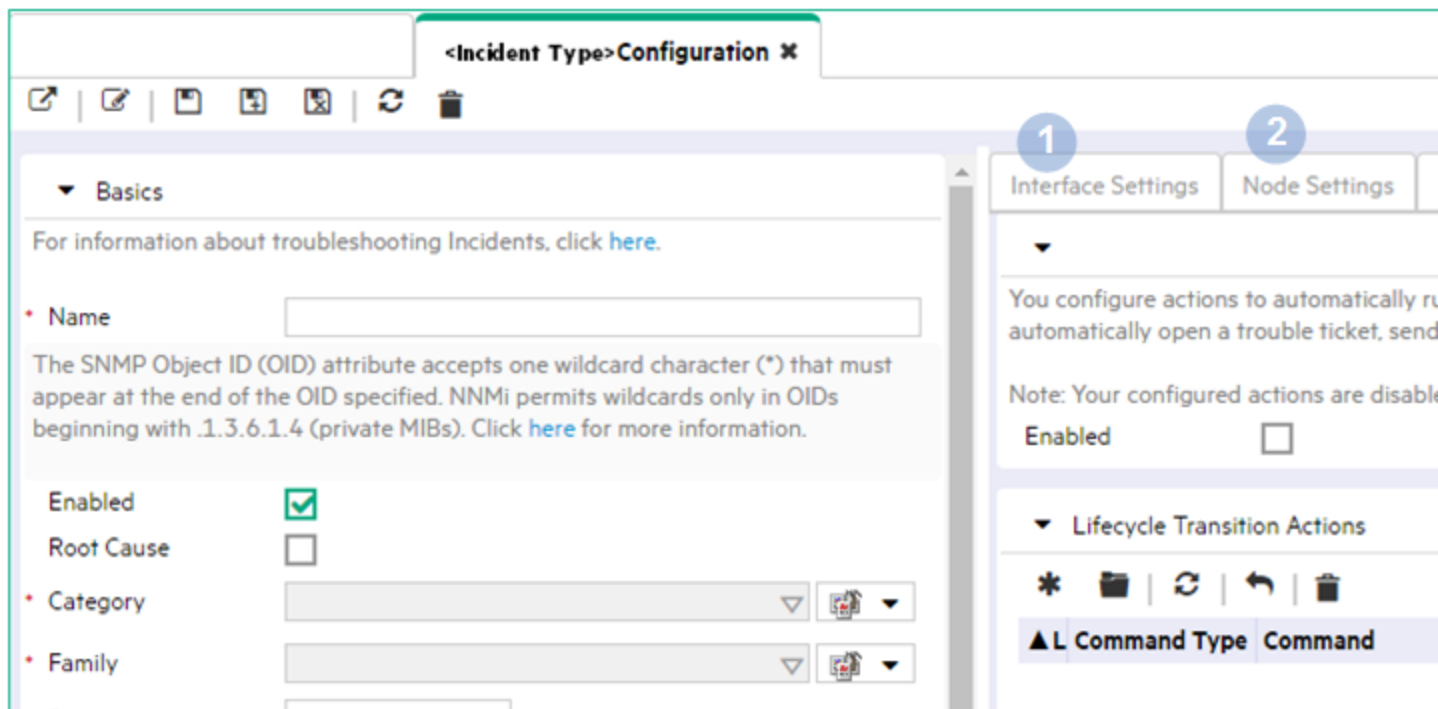 <Incident Type>Configuration ✖
1
2
Interface Settings
Node Settings
Basics
For information about troubleshooting Incidents, click here.
* Name
The SNMP Object ID (OID) attribute accepts one wildcard character (*) that must
appear at the end of the OID specified. NNMi permits wildcards only in OIDs
beginning with .1.3.6.1.4 (private MIBs). Click here for more information.
Enabled
Root Cause
* Category
* Family
You configure actions to automatically
automatically open a trouble ticket, send
Note: Your configured actions are
Enabled
Lifecycle Transition Actions
▲L Command Type Command